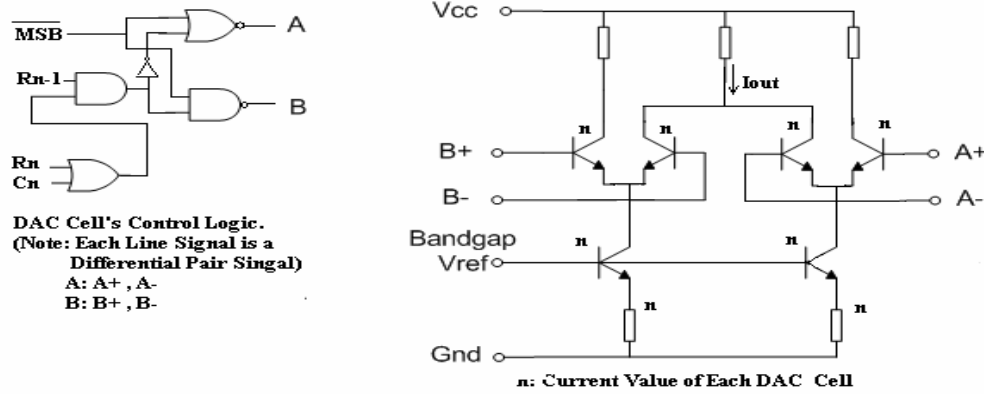 MSB
A
Rn-1
B
Rn
Cn
DAC Cell's Control Logic.
(Note: Each Line Signal is a
Differential Pair Singal)
A: A+ , A-
B: B+ , B-
Vcc
Iout
n
n
n
n
B+
A+
B-
A-
Bandgap
Vref
n
n
n
n
Gnd
n: Current Value of Each DAC Cell